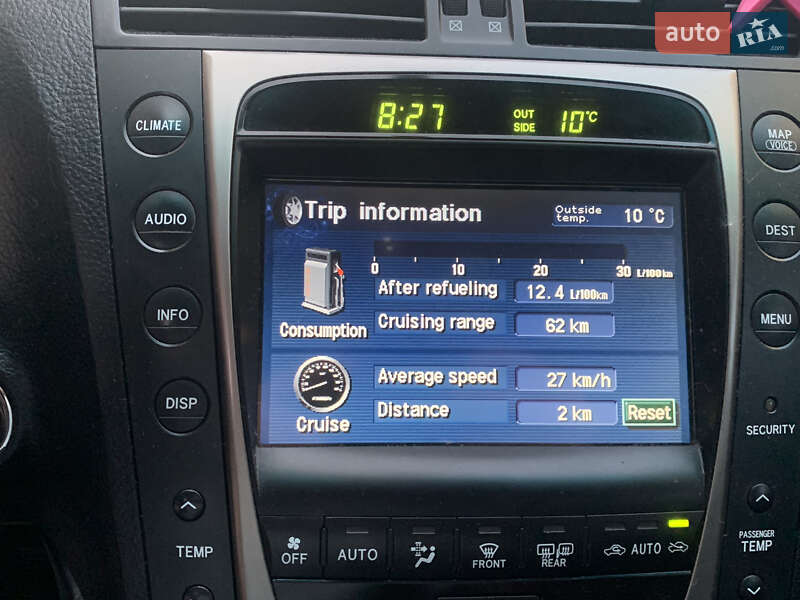 auto RIA .com
8:27 OUT SIDE 10°C
CLIMATE
MAP
VOICE
Trip information
Outside temp. 10 °C
AUDIO
DEST
0 10 20 30 L/100km
After refueling 12.4 L/100km
INFO
MENU
Consumption
Cruising range 62 km
Average speed 27 km/h
DISP
Distance 2 km Reset
Cruise
SECURITY
TEMP
OFF
AUTO
FRONT
REAR
AUTO
PASSENGER
TEMP